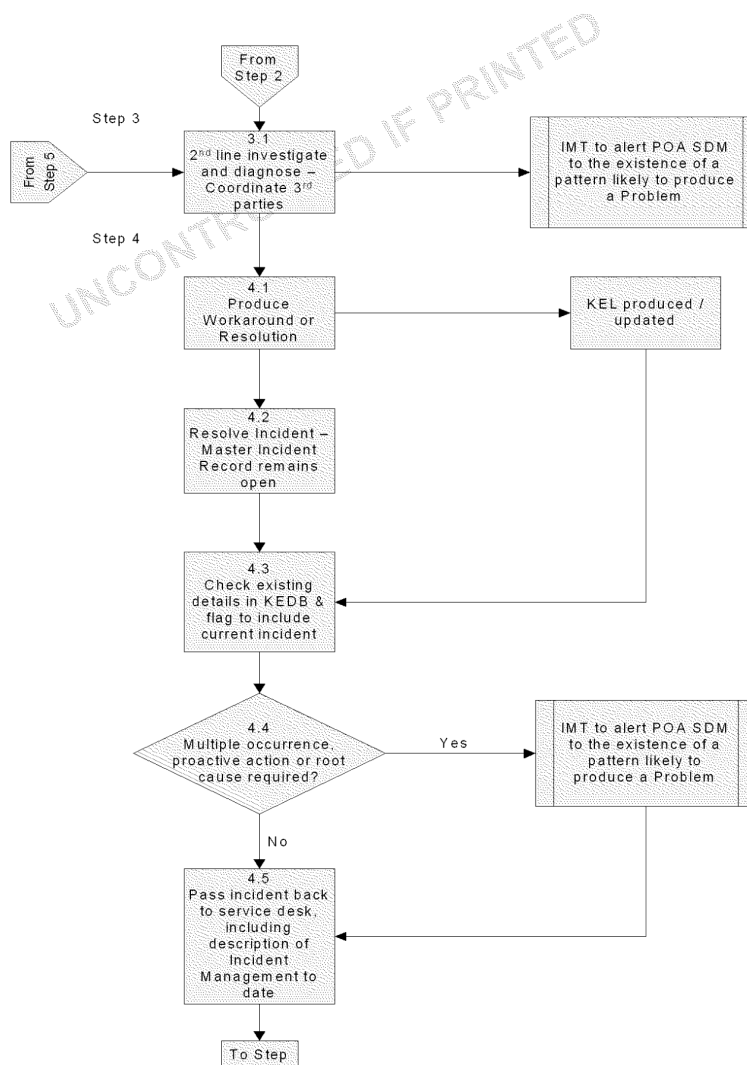 From
Step 2
UNCONTROLLED IF PRINTED
Step 3
From
Step 5
3.1
2nd line investigate
and diagnose –
Coordinate 3rd
parties
IMT to alert POA SDM
to the existence of a
pattern likely to produce
a Problem
Step 4
4.1
Produce
Workaround or
Resolution
KEL produced /
updated
4.2
Resolve Incident –
Master Incident
Record remains
open
4.3
Check existing
details in KEDB &
flag to include
current incident
4.4
Multiple occurrence,
proactive action or root
cause required?
Yes
IMT to alert POA SDM
to the existence of a
pattern likely to
produce a Problem
No
4.5
Pass incident back
to service desk,
including
description of
Incident
Management to
date
To Step